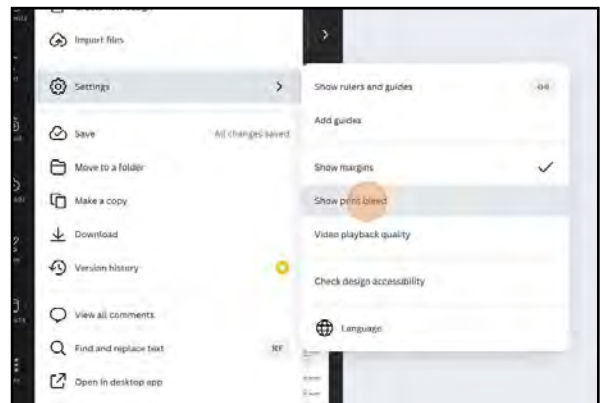 Import files
Settings
Save
All changes saved
Move to a folder
Make a copy
Download
Version history
View all comments
Find and replace text
⌘F
Open in desktop app
Show rulers and guides
Add guides
Show margins
Show print bleed
Video playback quality
Check design accessibility
Language